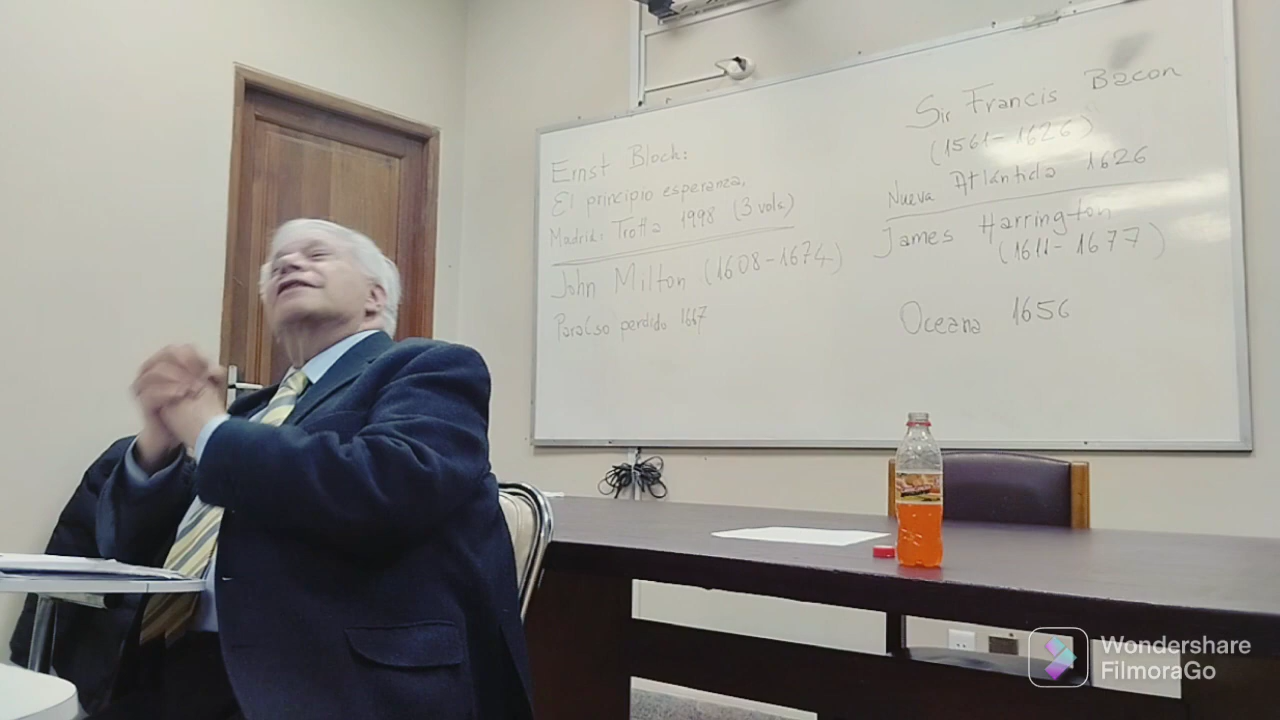 Ernst Bloch:
El principio esperanza,
Madrid: Trotta 1998 (3 vols)
John Milton (1608-1674)
Paraíso perdido 1667
Sir Francis Bacon
(1561-1626)
Nueva Atlántida 1626
James Harrington
(1611-1677)
Oceana 1656
Wondershare
FilmoraGo